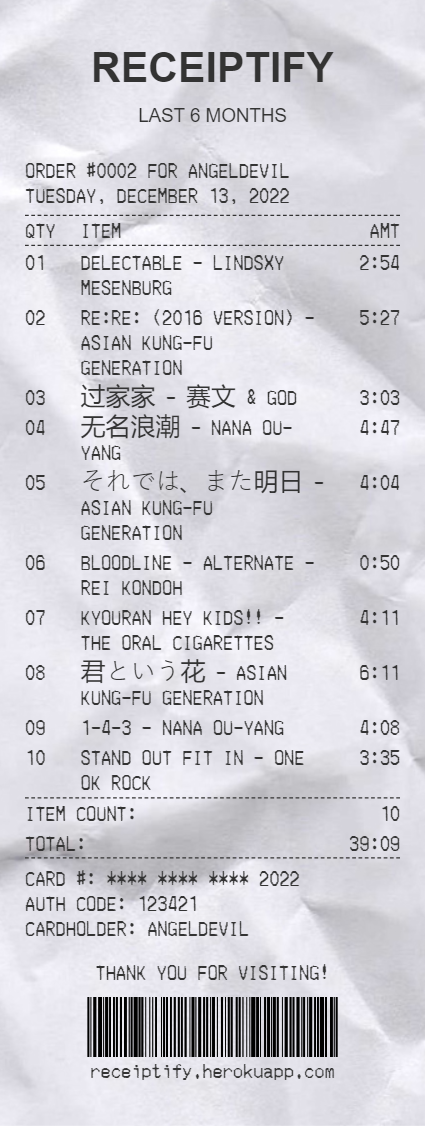 RECEIPTIFY
LAST 6 MONTHS
ORDER #0002 FOR ANGELDEVIL
TUESDAY, DECEMBER 13, 2022
QTY ITEM AMT
01 DELECTABLE - LINDSXY 2:54
MESENBURG
02 RE:RE: (2016 VERSION) - 5:27
ASIAN KUNG-FU
GENERATION
03 过家家 - 赛文 & GOD 3:03
04 无名浪潮 - NANA OU- 4:47
YANG
05 それでは、また明日 - 4:04
ASIAN KUNG-FU
GENERATION
06 BLOODLINE - ALTERNATE - 0:50
REI KONDOH
07 KYOURAN HEY KIDS!! - 4:11
THE ORAL CIGARETTES
08 君という花 - ASIAN 6:11
KUNG-FU GENERATION
09 1-4-3 - NANA OU-YANG 4:08
10 STAND OUT FIT IN - ONE 3:35
OK ROCK
ITEM COUNT: 10
TOTAL: 39:09
CARD #: **** **** **** 2022
AUTH CODE: 123421
CARDHOLDER: ANGELDEVIL
THANK YOU FOR VISITING!
receiptify.herokuapp.com